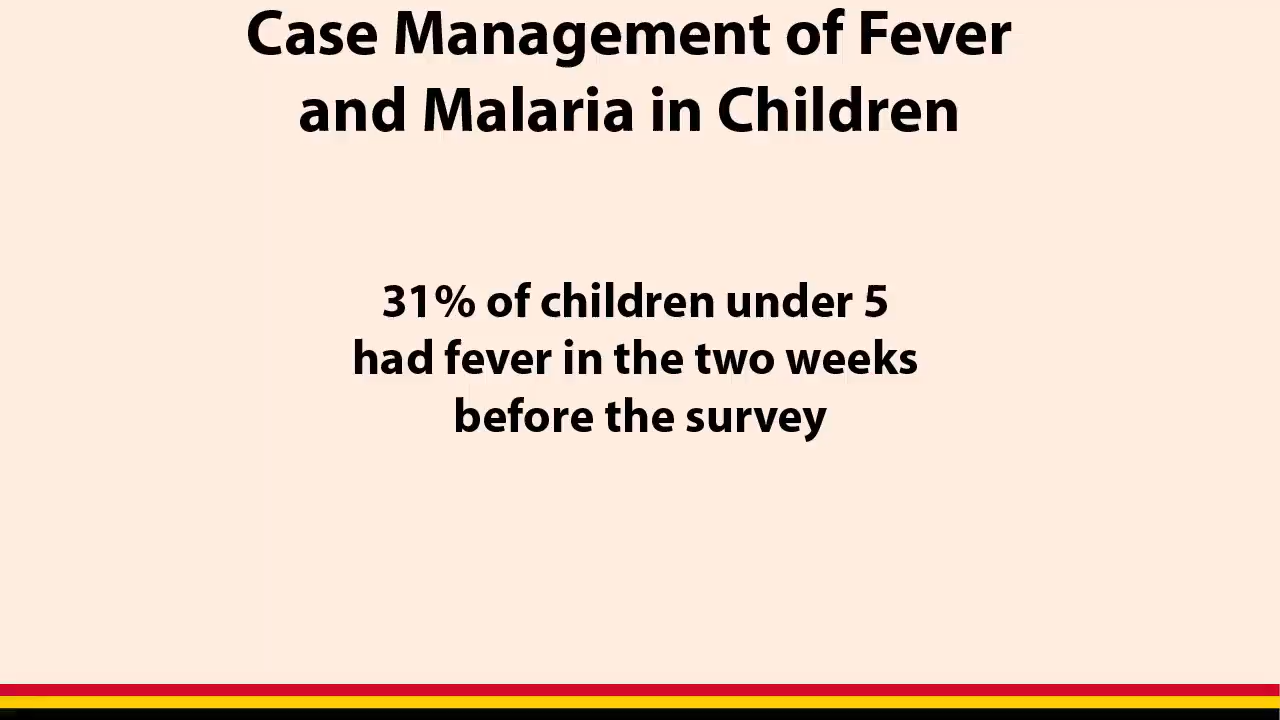 Case Management of Fever
and Malaria in Children
31% of children under 5
had fever in the two weeks
before the survey